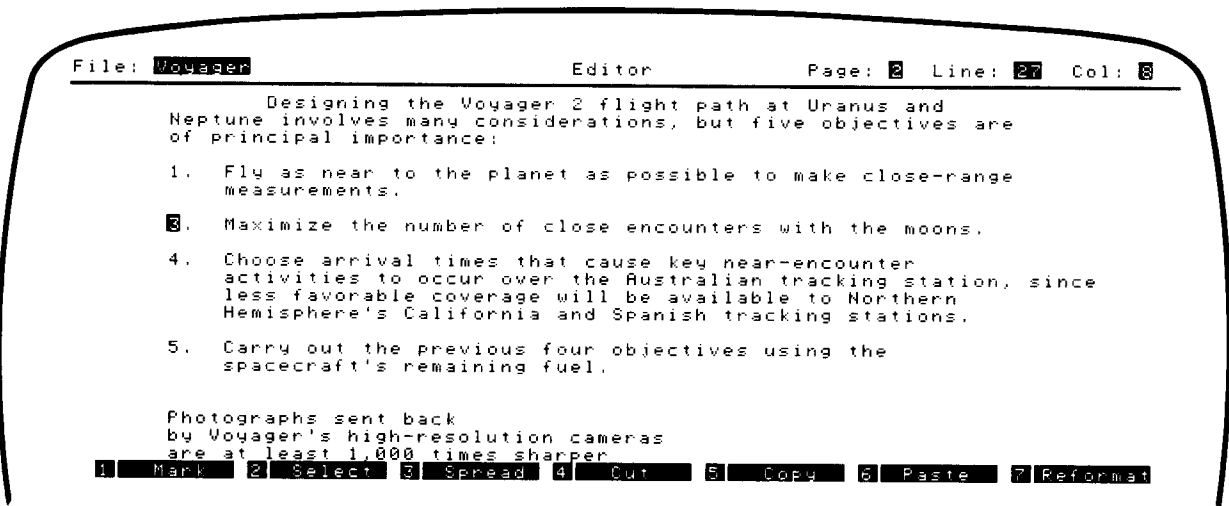 File: Voyager Editor Page: 2 Line: 27 Col: 8
Designing the Voyager 2 flight path at Uranus and
Neptune involves many considerations, but five objectives are
of principal importance:
1. Fly as near to the planet as possible to make close-range
measurements.
3. Maximize the number of close encounters with the moons.
4. Choose arrival times that cause key near-encounter
activities to occur over the Australian tracking station, since
less favorable coverage will be available to Northern
Hemisphere's California and Spanish tracking stations.
5. Carry out the previous four objectives using the
spacecraft's remaining fuel.
Photographs sent back
by Voyager's high-resolution cameras
are at least 1,000 times sharper
1 Mark 2 Select 3 Spread 4 Cut 5 Copy 6 Paste 7 Reformat